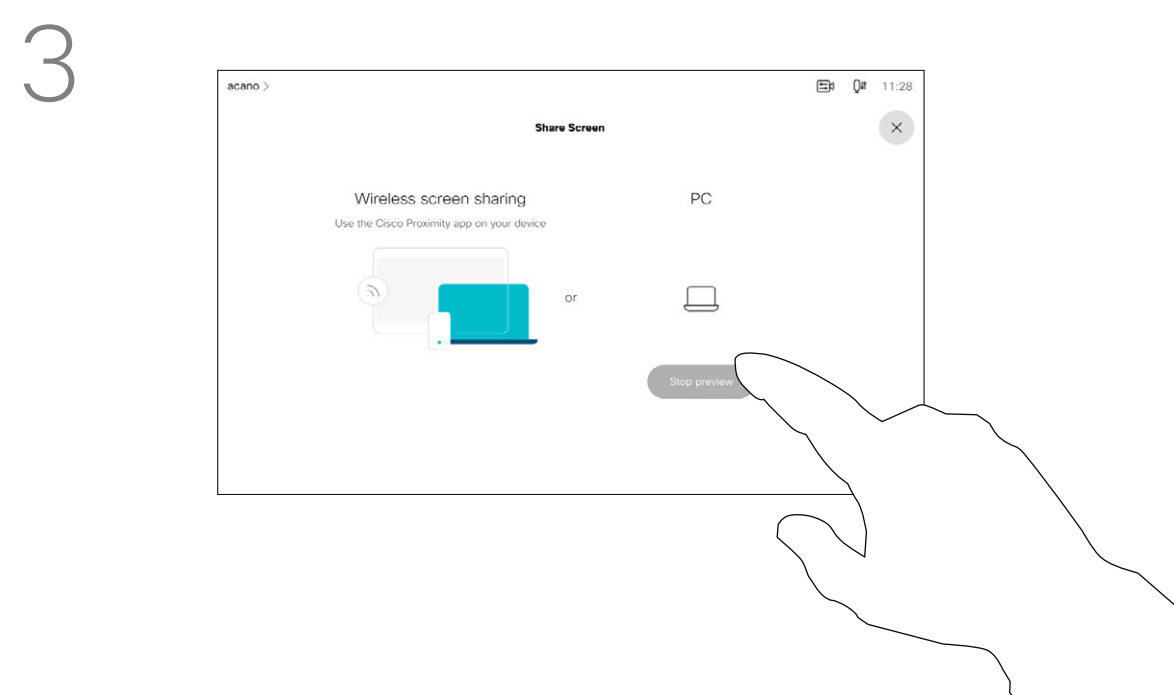 3
acano >
11:28
Share Screen
Wireless screen sharing
PC
Use the Cisco Proximity app on your device
or
Stop preview